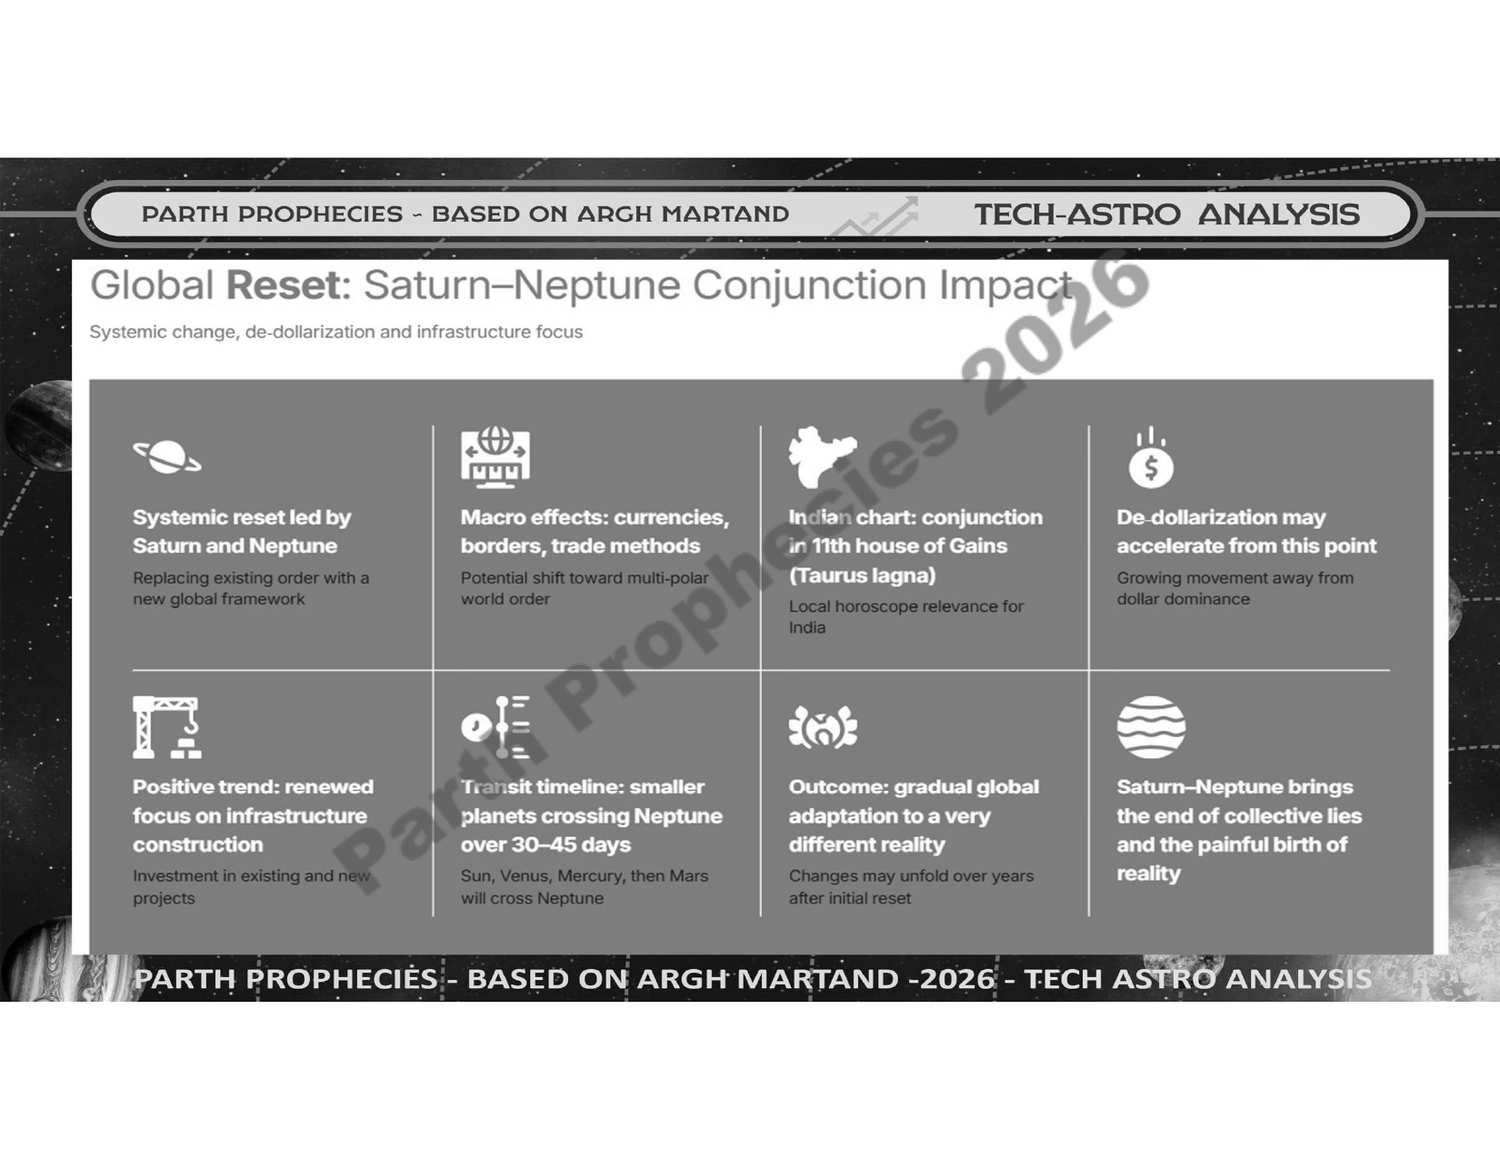 PARTH PROPHECIES ~ BASED ON ARGH MARTAND
TECH-ASTRO ANALYSIS
Global Reset: Saturn–Neptune Conjunction Impact
Systemic change, de-dollarization and infrastructure focus
Systemic reset led by
Saturn and Neptune
Replacing existing order with a
new global framework
Macro effects: currencies,
borders, trade methods
Potential shift toward multi-polar
world order
Indian chart: conjunction
in 11th house of Gains
(Taurus lagna)
Local horoscope relevance for
India
De-dollarization may
accelerate from this point
Growing movement away from
dollar dominance
Positive trend: renewed
focus on infrastructure
construction
Investment in existing and new
projects
Transit timeline: smaller
planets crossing Neptune
over 30–45 days
Sun, Venus, Mercury, then Mars
will cross Neptune
Outcome: gradual global
adaptation to a very
different reality
Changes may unfold over years
after initial reset
Saturn–Neptune brings
the end of collective lies
and the painful birth of
reality
Parth Prophecies 2026
PARTH PROPHECIES - BASED ON ARGH MARTAND -2026 - TECH ASTRO ANALYSIS